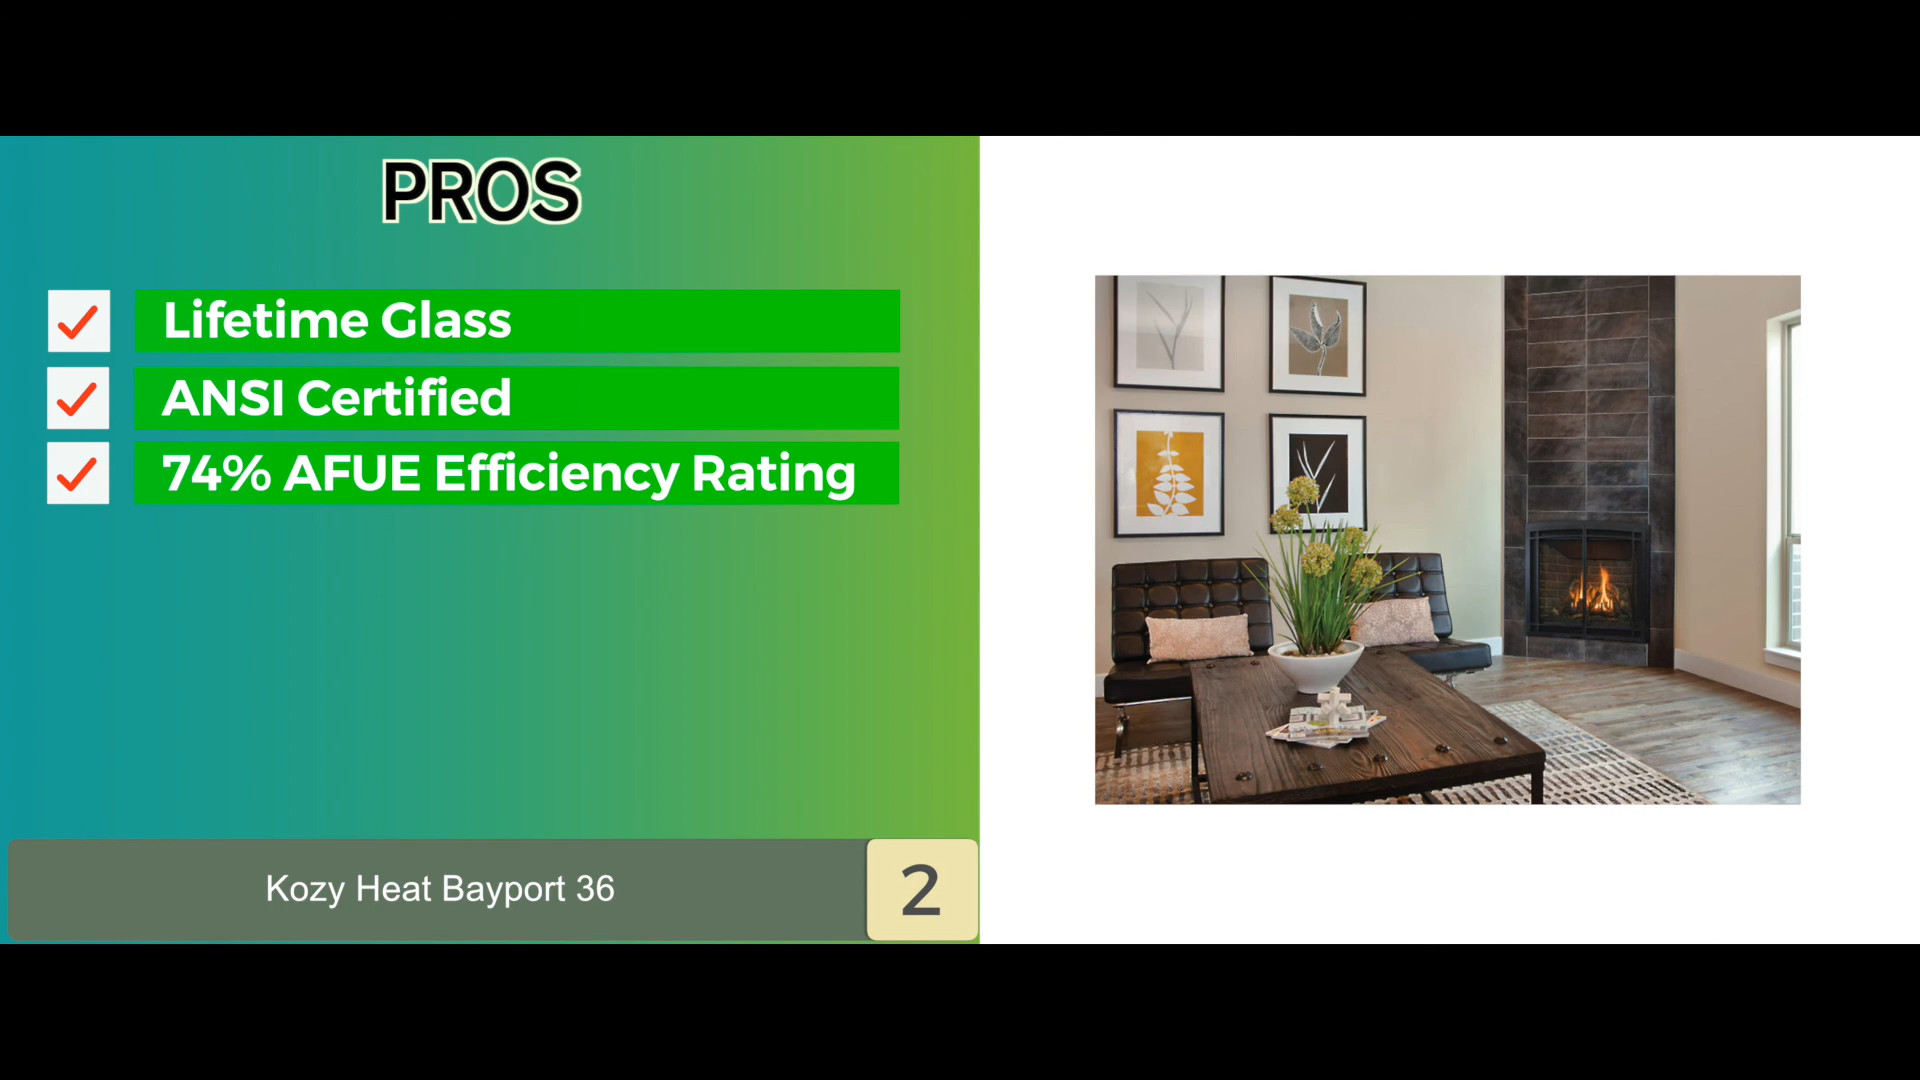 PROS
Lifetime Glass
ANSI Certified
74% AFUE Efficiency Rating
Kozy Heat Bayport 36
2